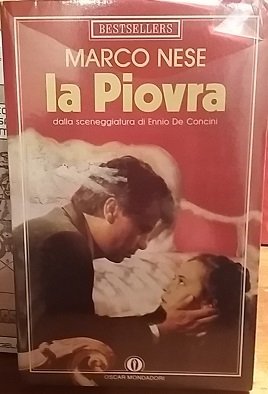 BESTSELLERS
MARCO NESE
la Piovra
dalla sceneggiatura di Ennio De Concini
OSCAR MONDADORI